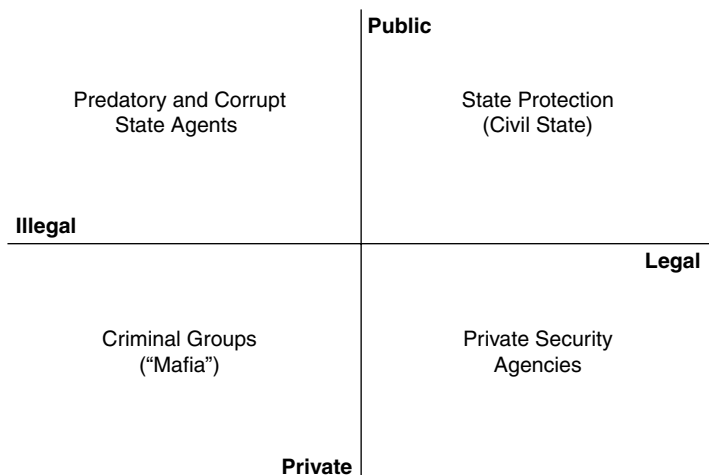 Public
Predatory and Corrupt
State Agents
State Protection
(Civil State)
Illegal
Legal
Criminal Groups
(“Mafia”)
Private Security
Agencies
Private